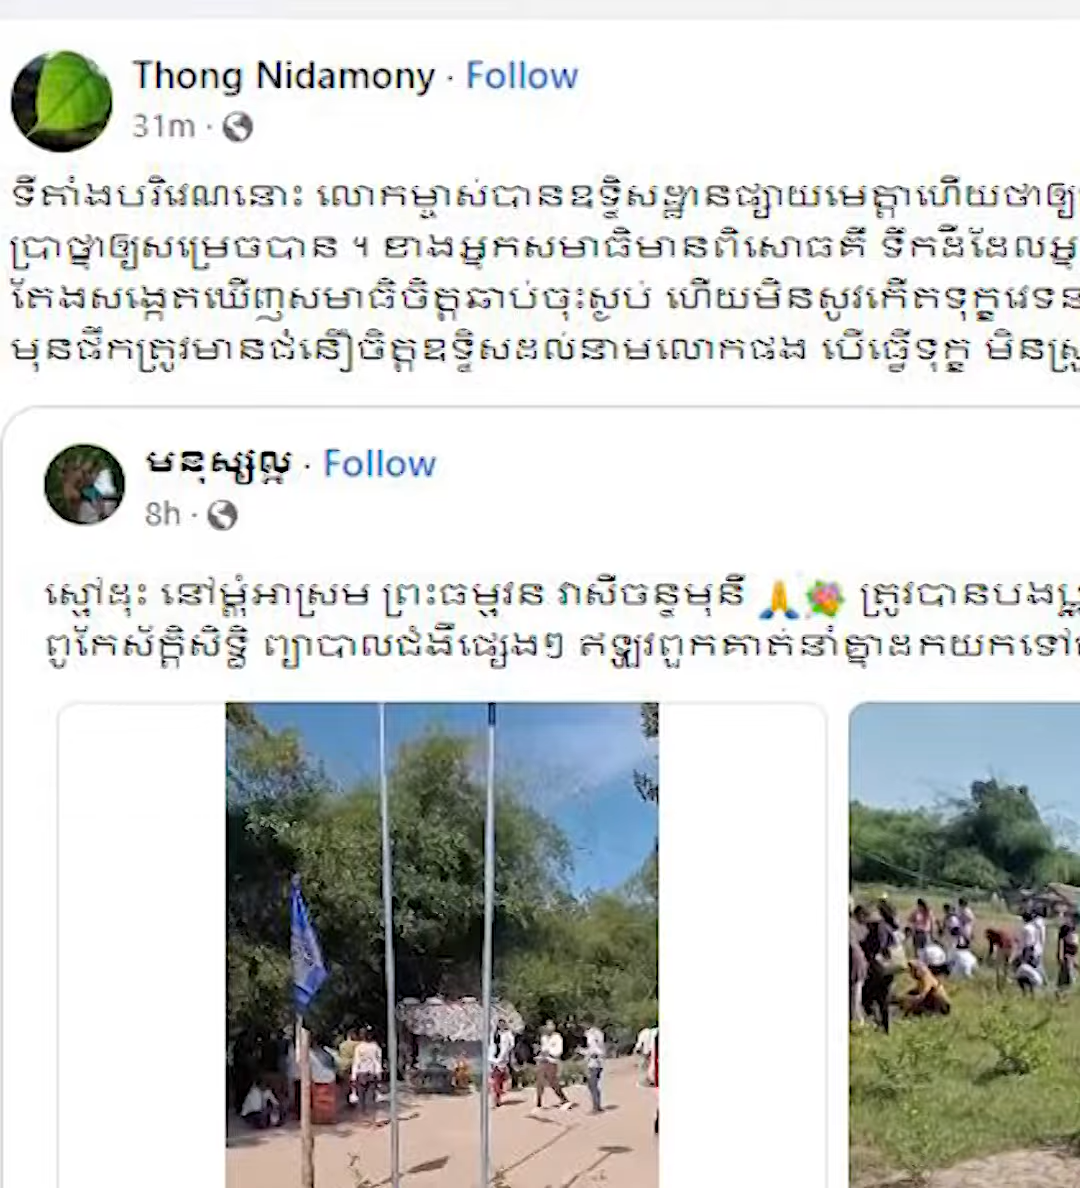 Thong Nidamony · Follow
31m ·
ទីតាំងបរិវេណនោះ លោកម្ចាស់បានឧទ្ទិសដ្ឋានផ្សាយមេត្តាហើយថាឲ្យ
ប្រាថ្នាឲ្យសម្រេចបាន ។ ខាងអ្នកសមាធិមានពិសោធគឺ ទឹកដីដែលអ្ន
តែងសង្កេតឃើញសមាធិចិត្តឆាប់ចុះស្ងប់ ហើយមិនសូវកើតទុក្ខវេទន
មុនផឹកត្រូវមានជំនឿចិត្តឧទ្ទិសដល់នាមលោកផង បើធ្វើទុក្ខ មិនស្រួ
មនុស្សល្អ · Follow
8h ·
ស្មៅដុះ នៅម្ដុំអាស្រម ព្រះធម្មវន វាសីចន្ទមុនី 🙏💐 ត្រូវបានបងប្អូ
ពូកែស័ក្តិសិទ្ធិ ព្យាបាលជំងឺផ្សេងៗ ឥឡូវពួកគាត់នាំគ្នាដកយកទៅ